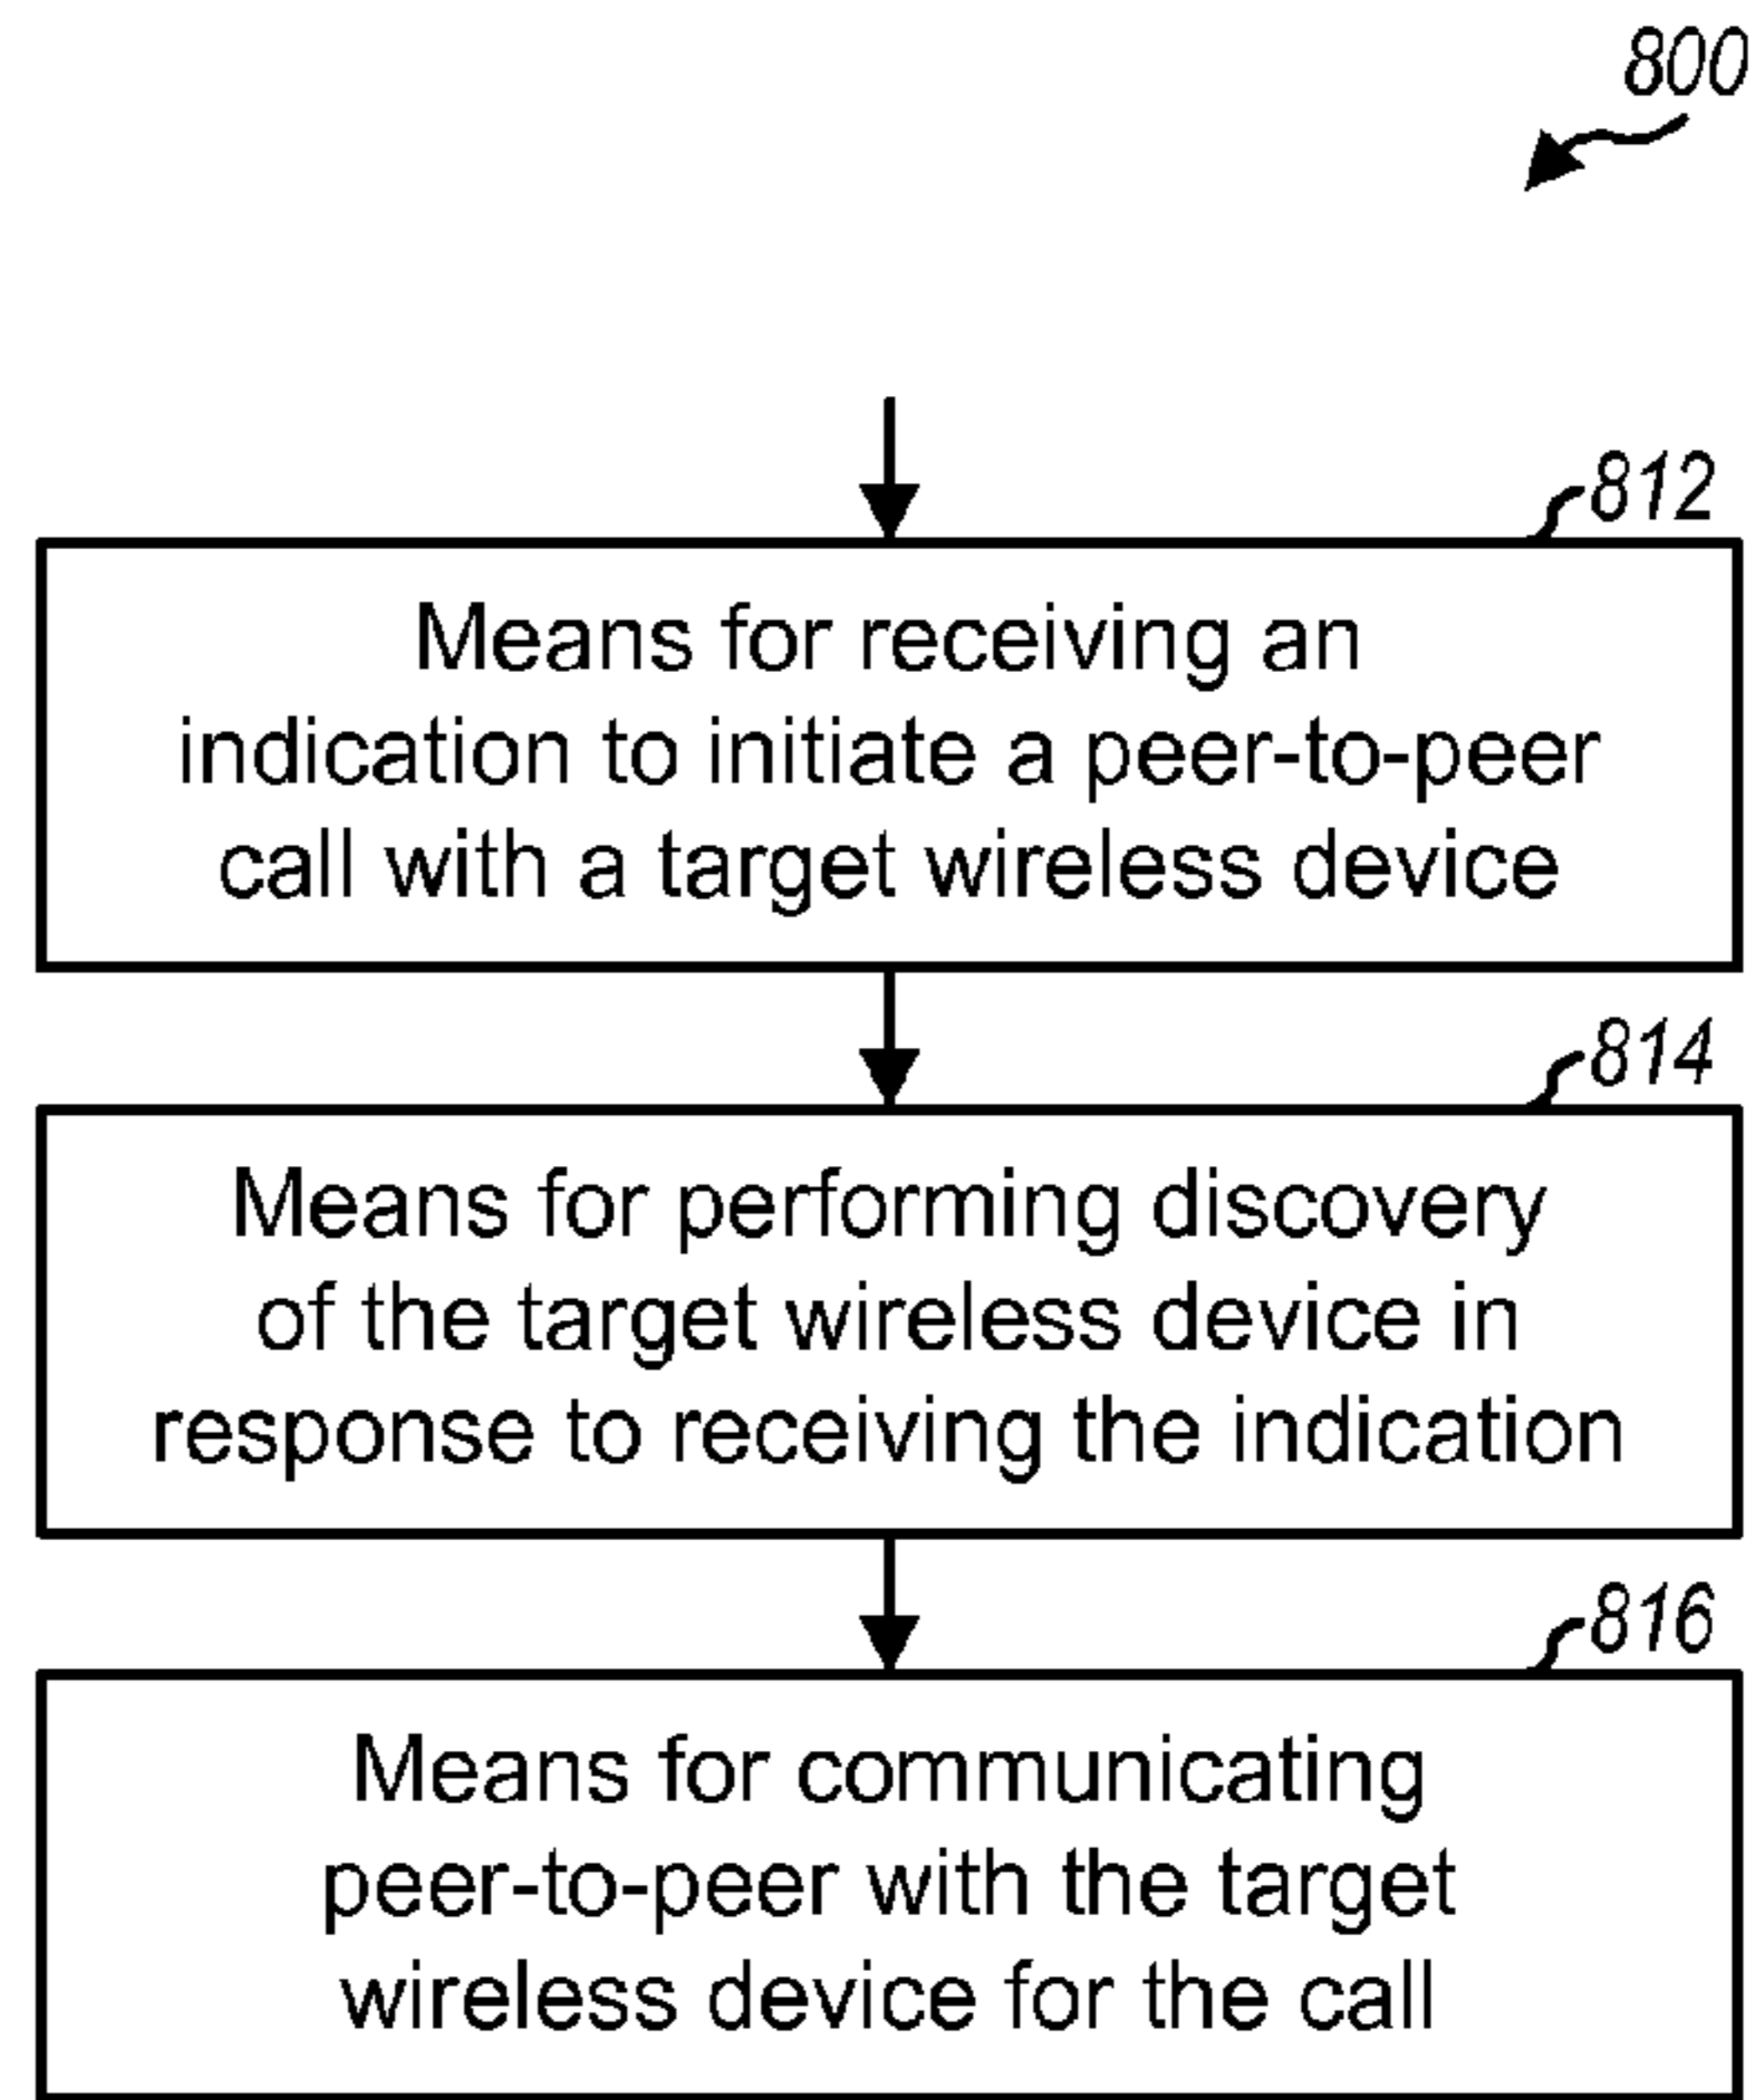 800
812
Means for receiving an
indication to initiate a peer-to-peer
call with a target wireless device
814
Means for performing discovery
of the target wireless device in
response to receiving the indication
816
Means for communicating
peer-to-peer with the target
wireless device for the call